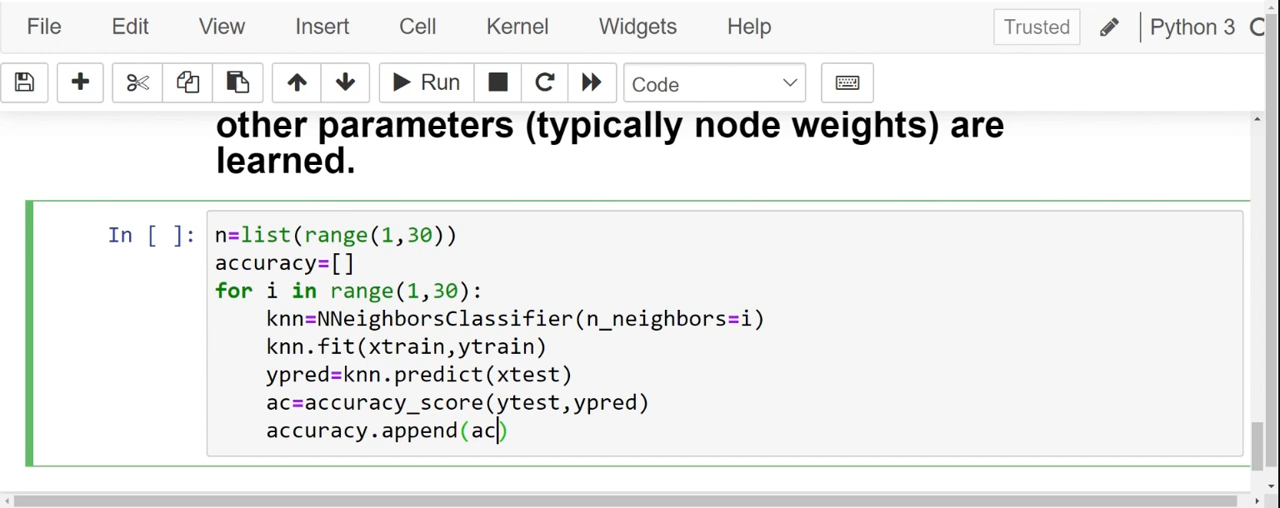 File Edit View Insert Cell Kernel Widgets Help Trusted Python 3
Run Code
other parameters (typically node weights) are
learned.
In [ ]: n=list(range(1,30))
accuracy=[]
for i in range(1,30):
    knn=NNeighborsClassifier(n_neighbors=i)
    knn.fit(xtrain,ytrain)
    ypred=knn.predict(xtest)
    ac=accuracy_score(ytest,ypred)
    accuracy.append(ac)